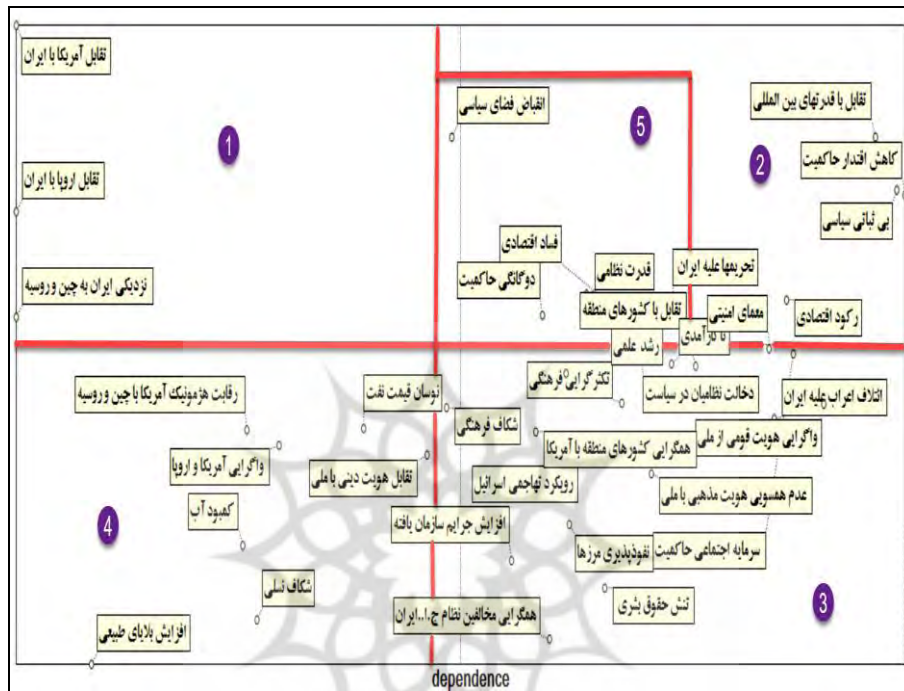 تقابل آمریکا با ایران
تقابل اروپا با ایران
نزدیکی ایران به چین و روسیه
1
انقباض فضای سیاسی
5
تقابل با قدرتهای بین المللی
2
کاهش اقتدار حاکمیت
بی ثباتی سیاسی
فساد اقتصادی
دوگانگی حاکمیت
قدرت نظامی
تحریمها علیه ایران
تقابل با کشورهای منطقه
معمای امنیتی
رکود اقتصادی
رشد علمی
نا کارآمدی
تکثرگرایی فرهنگی
دخالت نظامیان در سیاست
ائتلاف اعراب علیه ایران
نوسان قیمت نفت
رقابت هژمونیک آمریکا با چین و روسیه
شکاف فرهنگی
واگرایی هویت قومی از ملی
همگرایی کشورهای منطقه با آمریکا
واگرایی آمریکا و اروپا
تقابل هویت دینی با ملی
رویکرد تهاجمی اسرائیل
عدم همسویی هویت مذهبی با ملی
کمبود آب
افزایش جرایم سازمان یافته
نفوذپذیری مرزها
سرمایه اجتماعی حاکمیت
4
شکاف نسلی
تنش حقوق بشری
3
همگرایی مخالفین نظام ج.ا..ایران
افزایش بلایای طبیعی
dependence